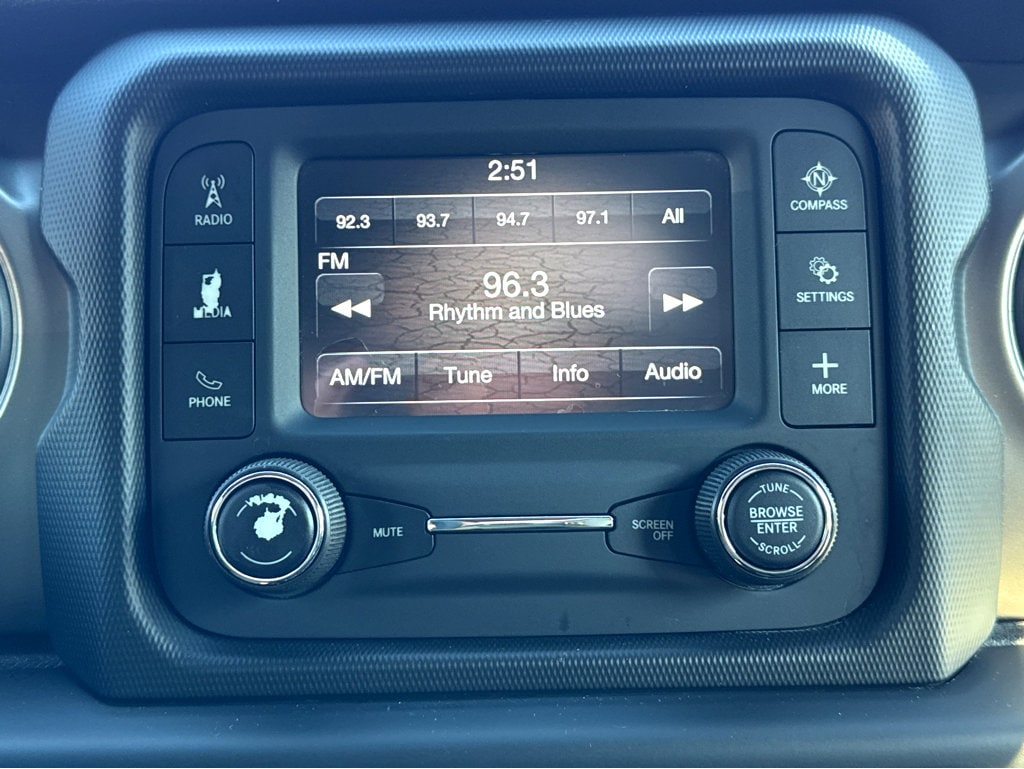 2:51
92.3 93.7 94.7 97.1 All
FM
96.3
Rhythm and Blues
AM/FM Tune Info Audio
RADIO
MEDIA
PHONE
COMPASS
N
SETTINGS
MORE
MUTE
SCREEN
OFF
TUNE
BROWSE
ENTER
SCROLL